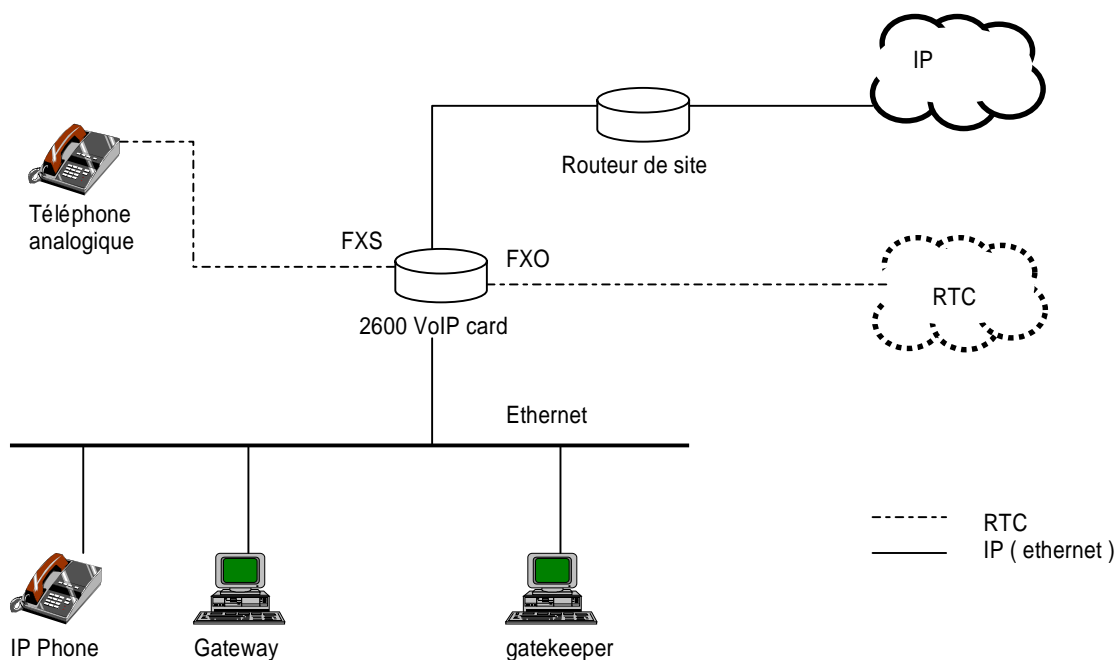 IP
Routeur de site
Téléphone
analogique
FXS
FXO
RTC
2600 VoIP card
Ethernet
RTC
IP ( ethernet )
IP Phone
Gateway
gatekeeper